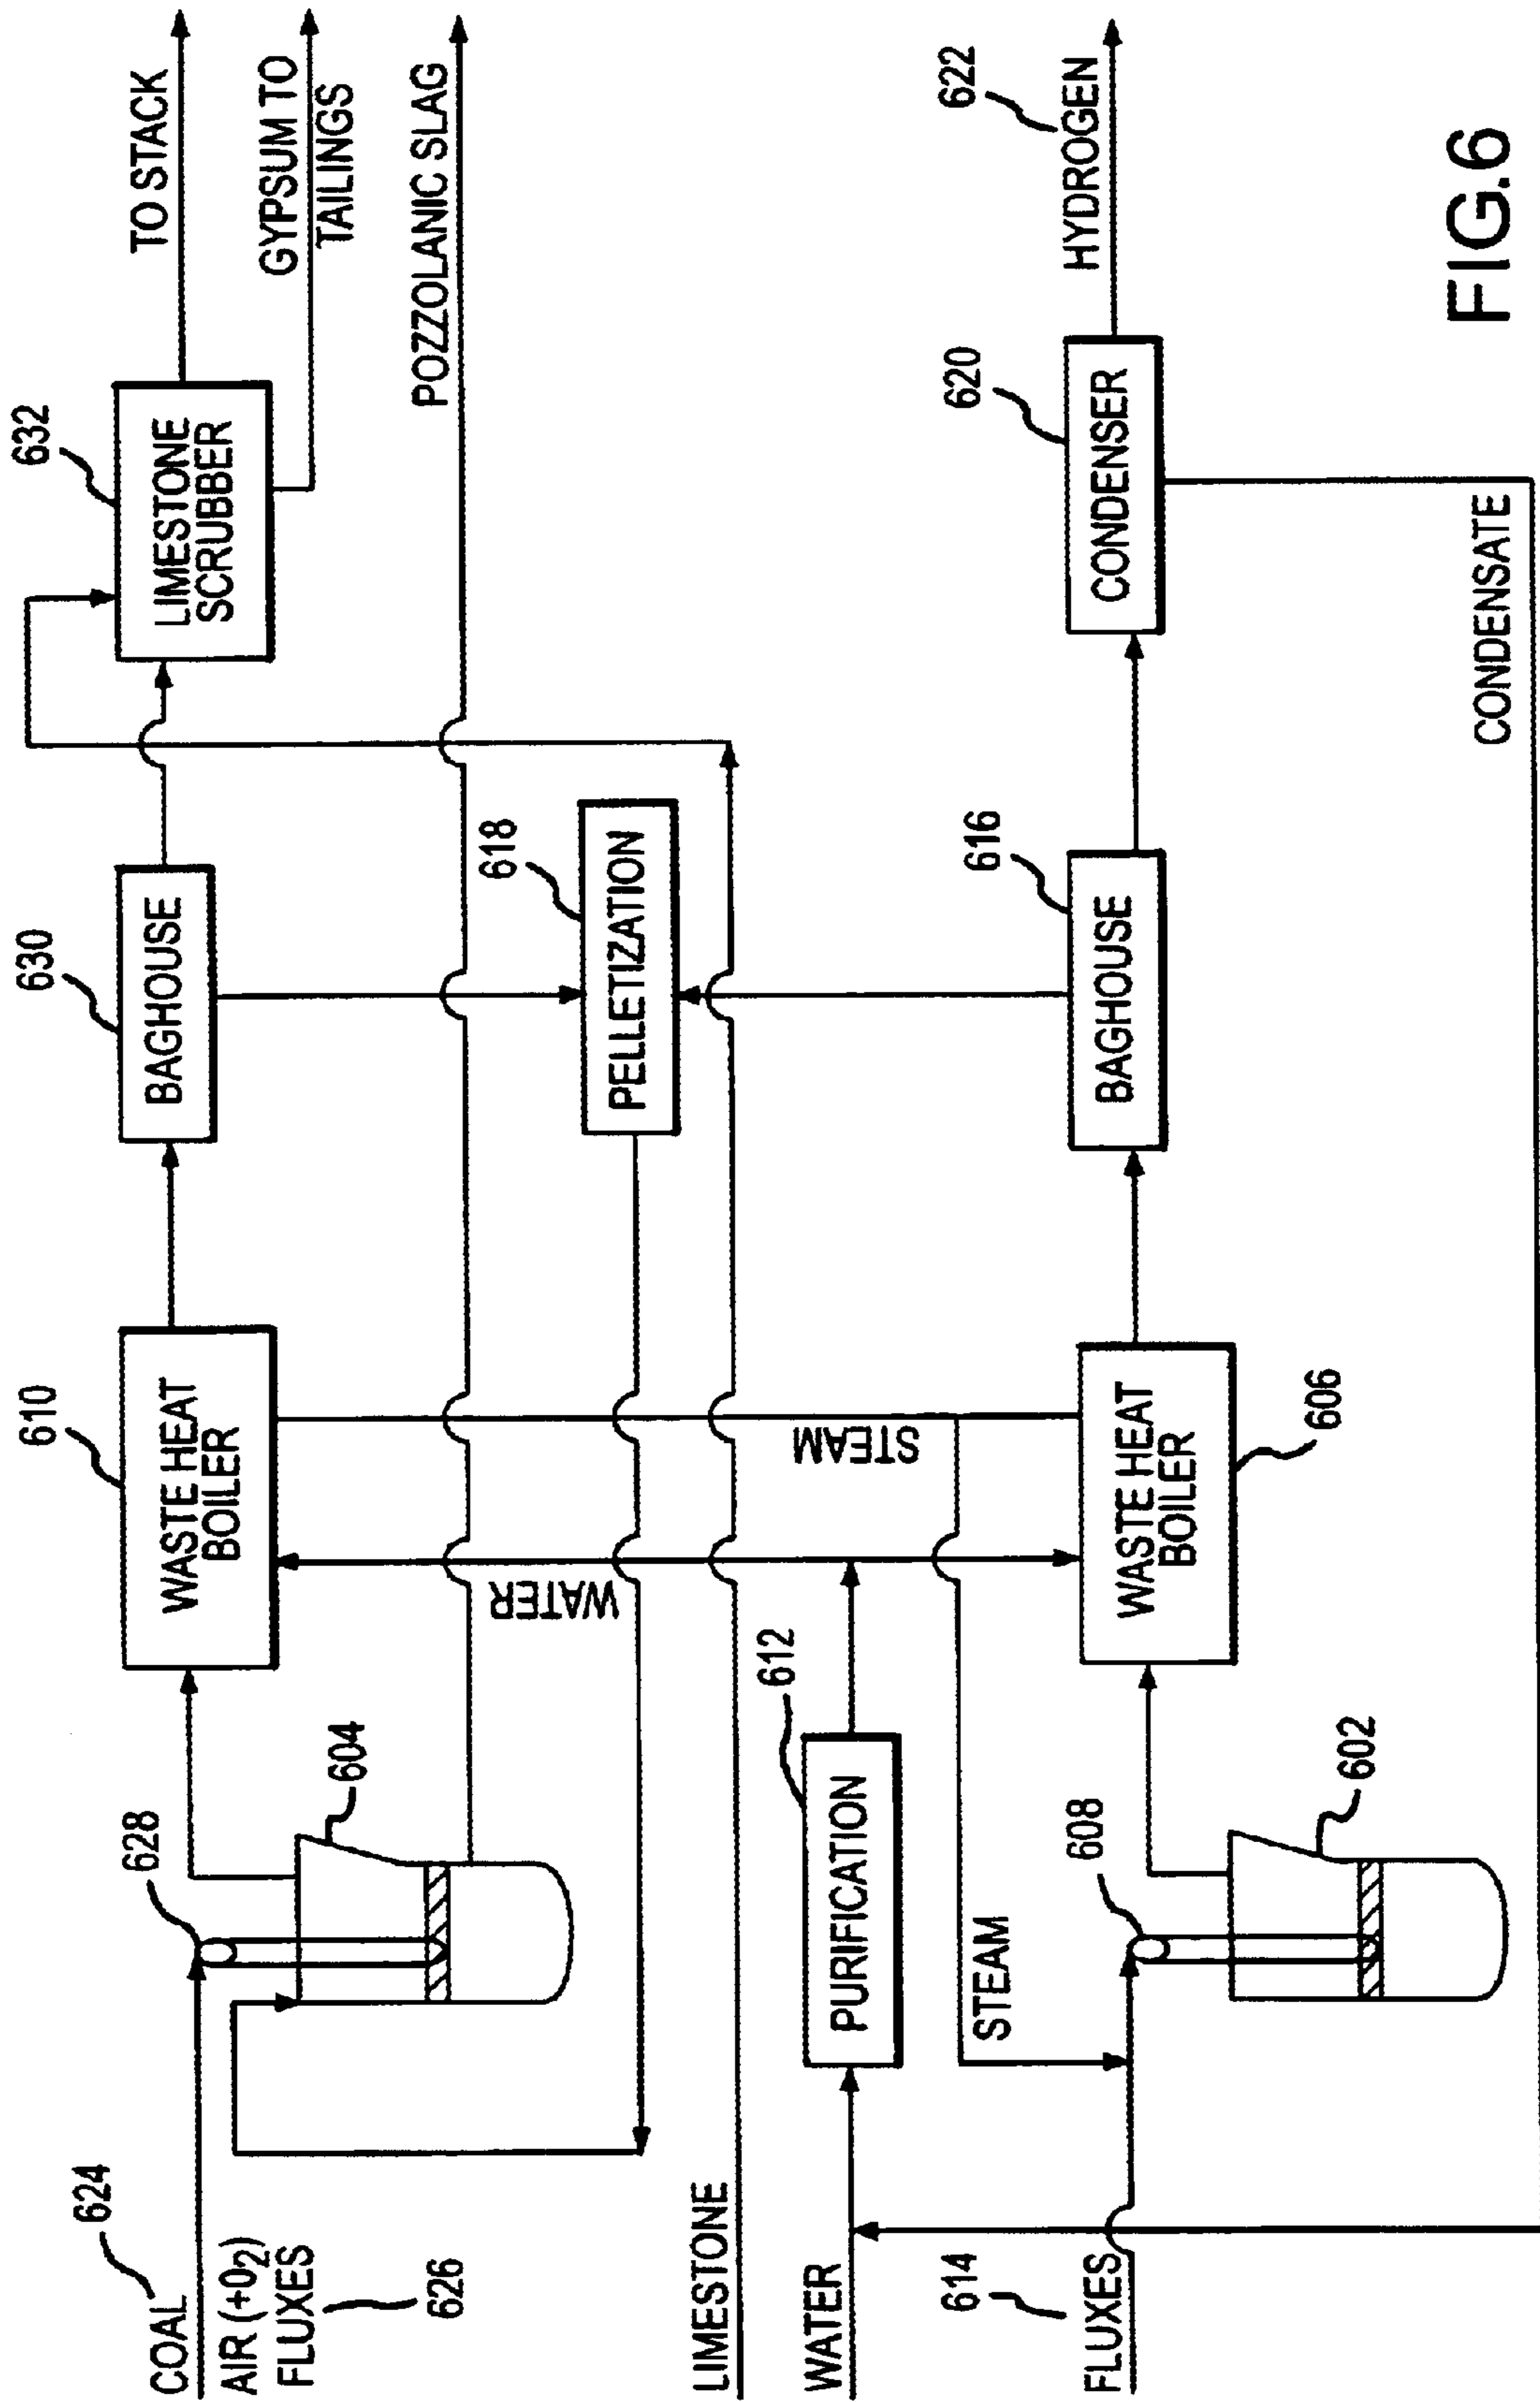 624
COAL
AIR (+O₂)
FLUXES
626
628
604
610
WASTE HEAT
BOILER
630
BAGHOUSE
632
LIMESTONE
SCRUBBER
TO STACK
GYPSUM TO
TAILINGS
POZZOLANIC SLAG
618
PELLETIZATION
WATER
STEAM
LIMESTONE
WATER
612
PURIFICATION
STEAM
614
FLUXES
608
602
WASTE HEAT
BOILER
606
616
BAGHOUSE
620
CONDENSER
622
HYDROGEN
CONDENSATE
FIG.6